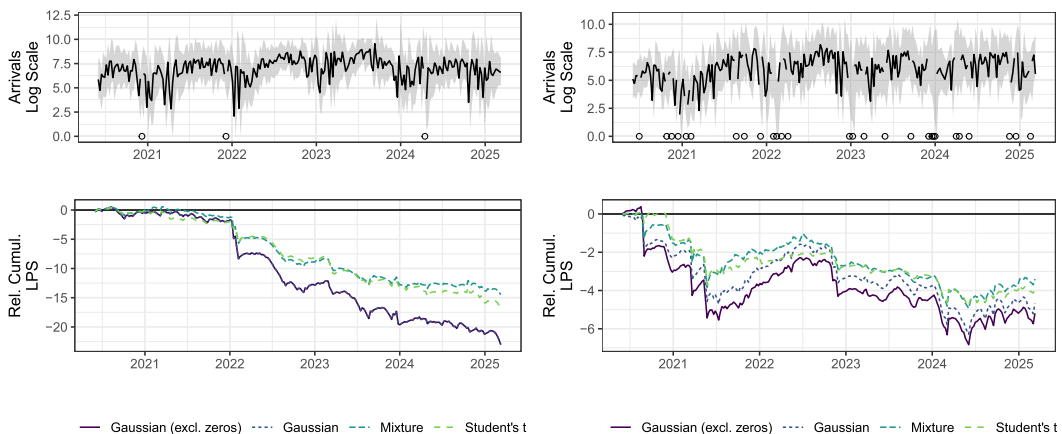 Arrivals
Log Scale
12.5
10.0
7.5
5.0
2.5
0.0
2021 2022 2023 2024 2025
Arrivals
Log Scale
10.0
7.5
5.0
2.5
0.0
2021 2022 2023 2024 2025
Rel. Cumul.
LPS
0
−5
−10
−15
−20
2021 2022 2023 2024 2025
Rel. Cumul.
LPS
0
−2
−4
−6
2021 2022 2023 2024 2025
Gaussian (excl. zeros) Gaussian Mixture Student's t
Gaussian (excl. zeros) Gaussian Mixture Student's t